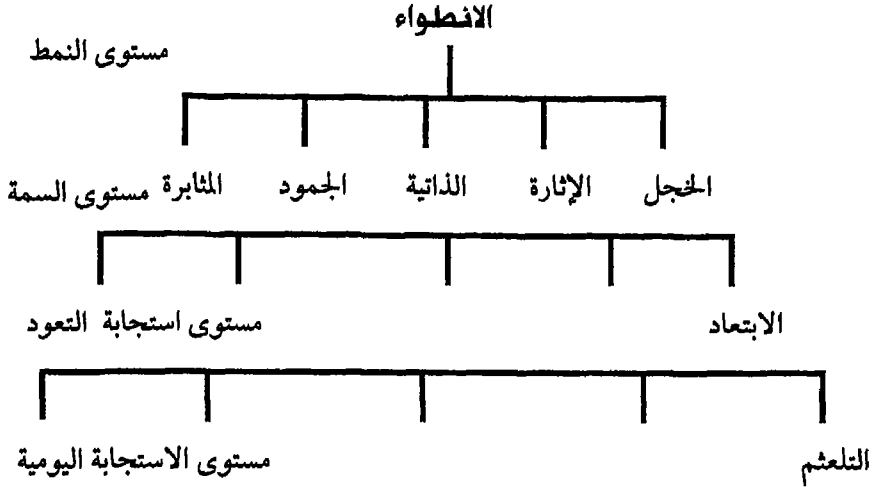 الانطواء
مستوى النمط
الخجل الإثارة الذاتية الجمود المثابرة مستوى السمة
الابتعاد مستوى استجابة التعود
التلعثم مستوى الاستجابة اليومية